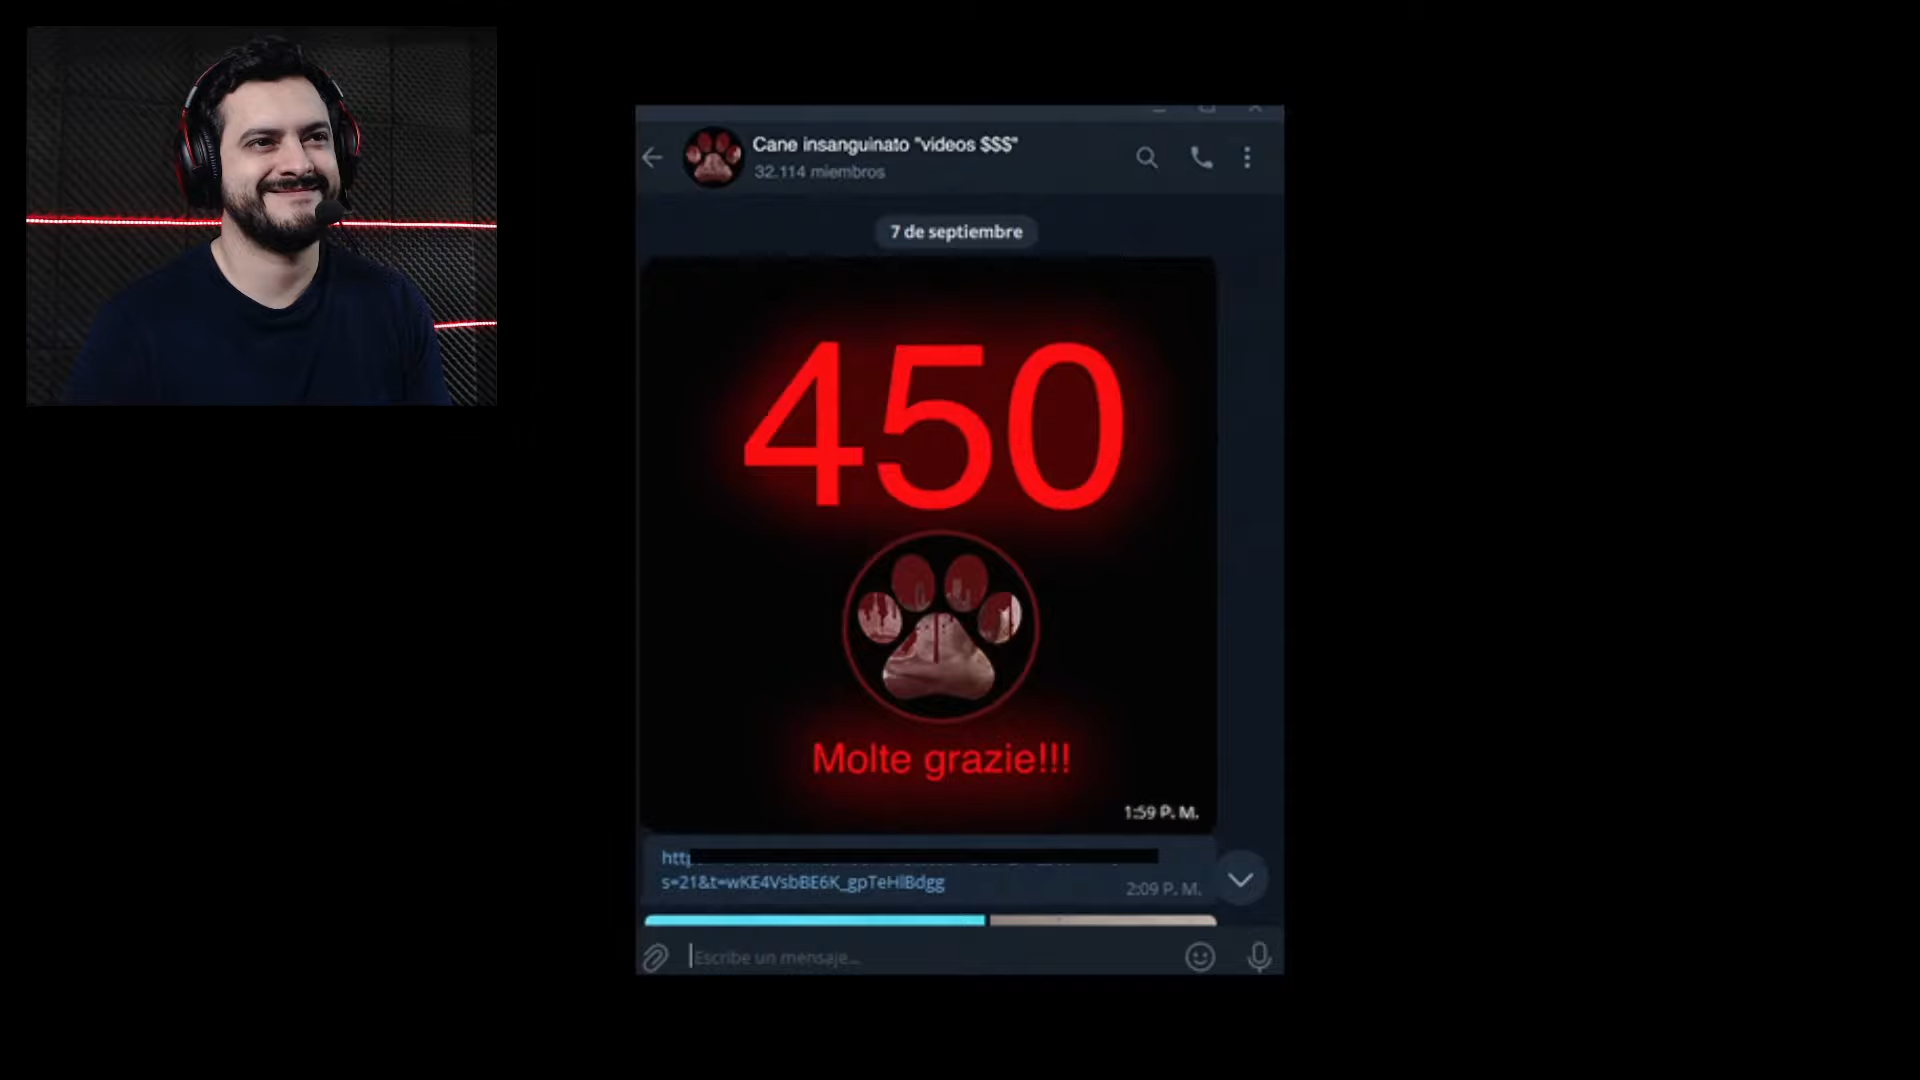 Cane insanguinato "videos $$$"
32.114 miembros
7 de septiembre
450
Molte grazie!!!
1:59 P. M.
http
s=21&t=wKE4VsbBE6K_gpTeHlBdgg
2:09 P. M.
Escribe un mensaje...